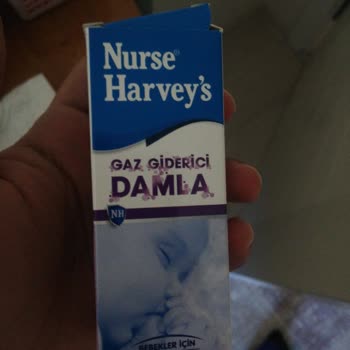 Nurse
Harvey's
GAZ GİDERİCİ
DAMLA
NH
BEBEKLER İÇİN